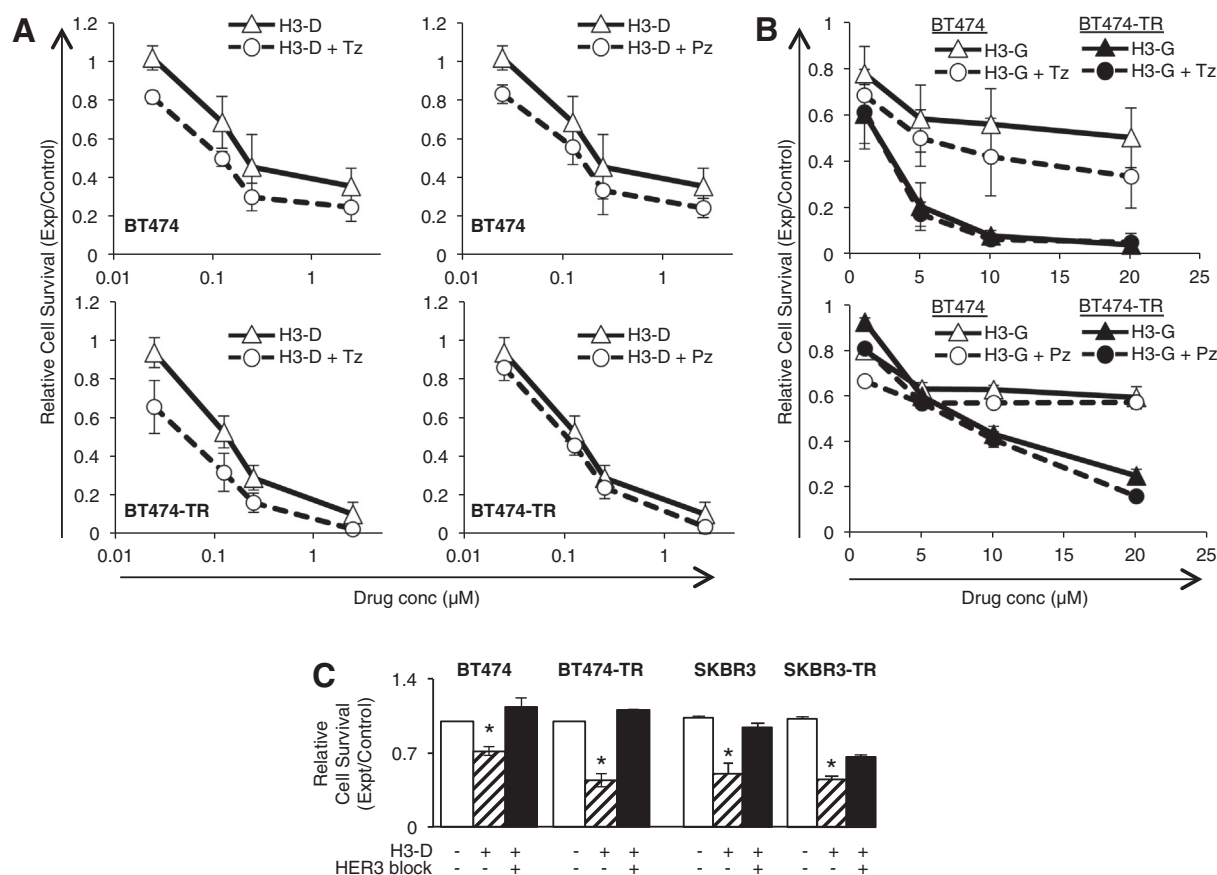 A
Relative Cell Survival (Exp/Control)
1.2
1
0.8
0.6
0.4
0.2
0
0.01
0.1
1
H3-D
H3-D + Tz
BT474
1.2
1
0.8
0.6
0.4
0.2
0
0.01
0.1
1
H3-D
H3-D + Pz
BT474
1.2
1
0.8
0.6
0.4
0.2
0
0.01
0.1
1
H3-D
H3-D + Tz
BT474-TR
1.2
1
0.8
0.6
0.4
0.2
0
0.01
0.1
1
H3-D
H3-D + Pz
BT474-TR
Drug conc (µM)
B
Relative Cell Survival (Exp/Control)
1
0.8
0.6
0.4
0.2
0
0 5 10 15 20 25
BT474 BT474-TR
H3-G H3-G
H3-G + Tz H3-G + Tz
1
0.8
0.6
0.4
0.2
0
0 5 10 15 20 25
BT474 BT474-TR
H3-G H3-G
H3-G + Pz H3-G + Pz
Drug conc (µM)
C
BT474 BT474-TR SKBR3 SKBR3-TR
Relative
Cell Survival
(Expt/Control)
1.4
0.7
0
* * * *
H3-D - + + - + + - + + - + +
HER3 block - - + - - + - - + - - +